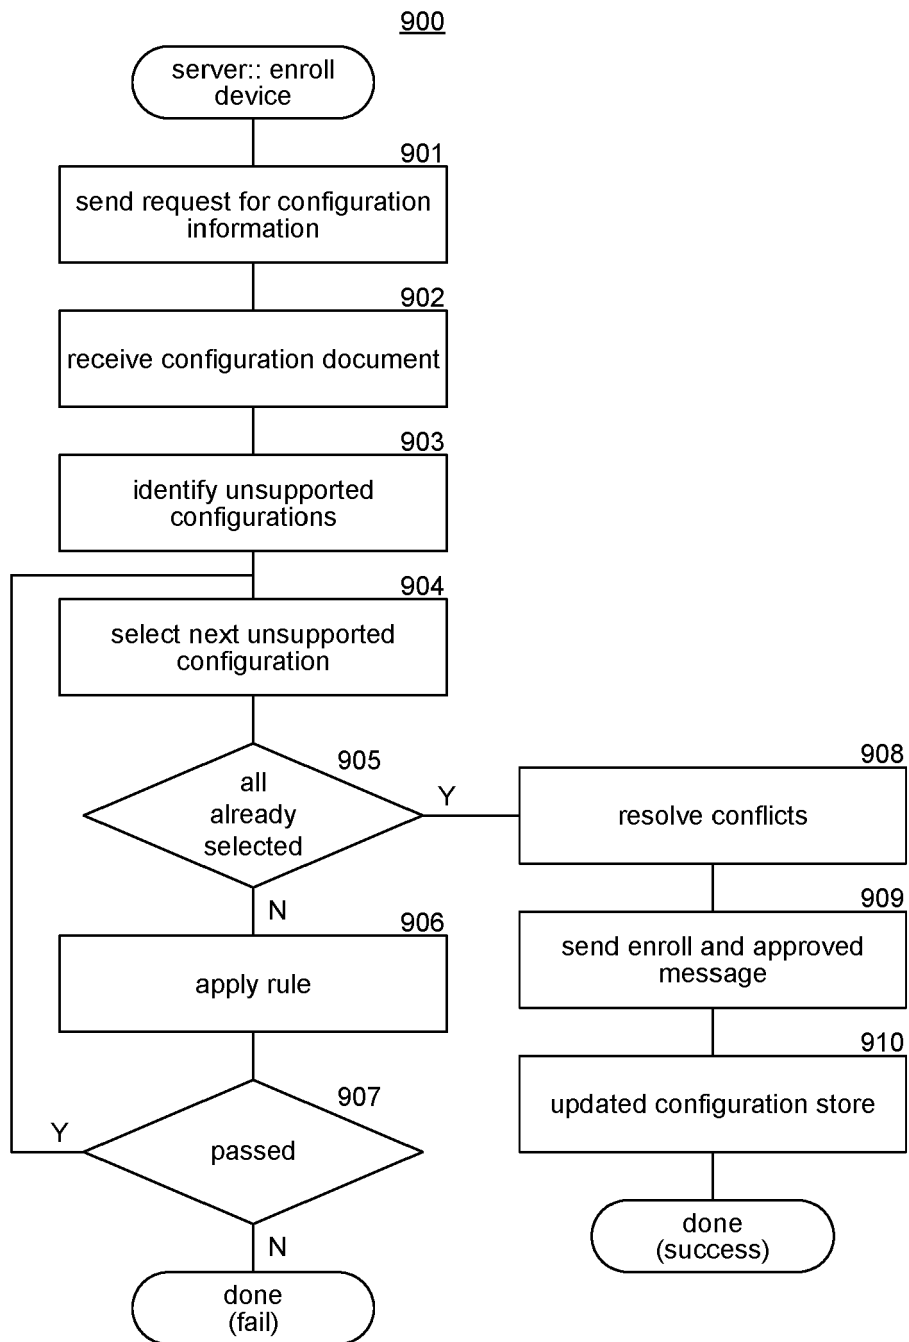 900
server:: enroll
device
901
send request for configuration
information
902
receive configuration document
903
identify unsupported
configurations
904
select next unsupported
configuration
905
all
already
selected
Y
N
906
apply rule
907
passed
Y
N
done
(fail)
908
resolve conflicts
909
send enroll and approved
message
910
updated configuration store
done
(success)